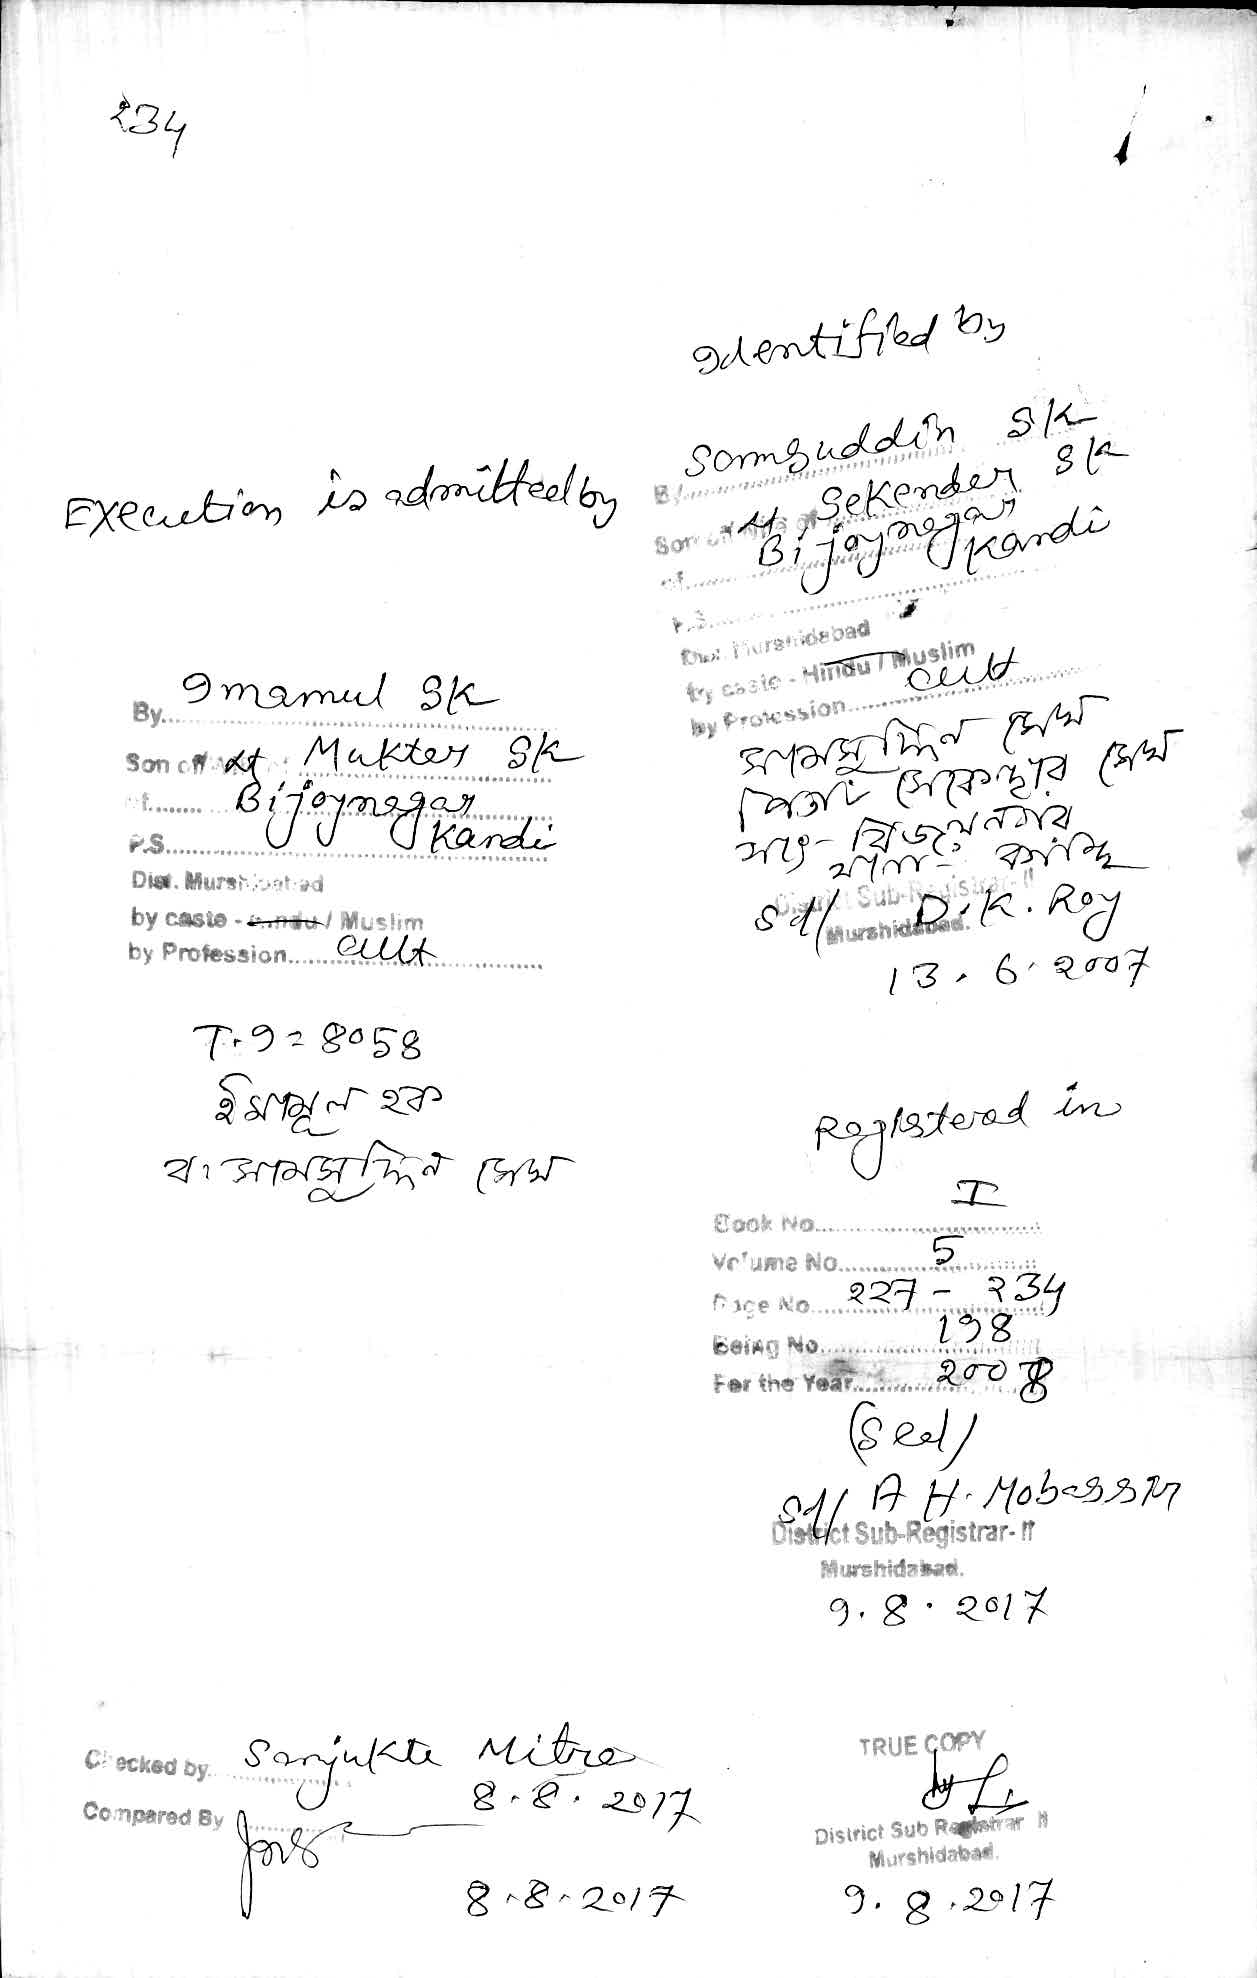 234
Execution is admitted by
By Imamul SK
Son of Lt Mukter SK
of Bijoynagar
P.S. Kandi
Dist. Murshidabad
by caste - Hindu / Muslim
by Profession Cult
T.I = 8058
ইমামুল হক
ব: সামসুদ্দিন সেখ
Identified by
By Samsuddin SK
Son of Lt Sekender SK
of Bijoynagar
P.S. Kandi
Dist. Murshidabad
by caste - Hindu / Muslim
by Profession Cult
সামসুদ্দিন সেখ
পিতা সেকেন্দার সেখ
সাং- বিজয়নগর
থানা - কান্দি
Sd/ D.K. Roy
District Sub-Registrar-II
Murshidabad.
13. 6. 2007
Registered in
Book No. I
Volume No. 5
Page No. 227 - 234
Being No. 198
For the Year 2008
(Seal)
Sd/ A H. Mobassir
District Sub-Registrar-II
Murshidabad.
9. 8. 2017
Checked by Sanjukta Mitra
8. 8. 2017
Compared By
8. 8. 2017
TRUE COPY
District Sub Registrar II
Murshidabad.
9. 8. 2017